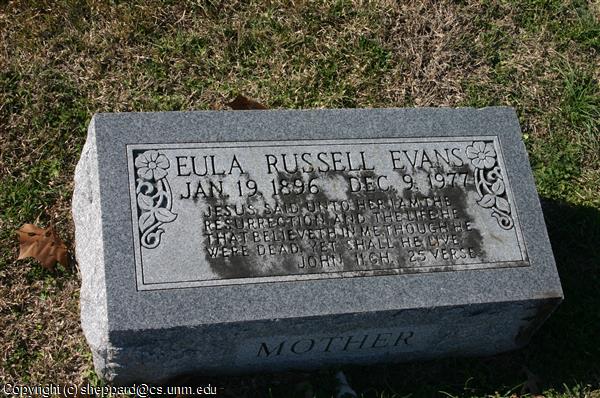 EULA RUSSELL EVANS
JAN. 19, 1896 DEC. 9, 1977
JESUS SAID UNTO HER I AM THE
RESURRECTION AND THE LIFE: HE
THAT BELIEVETH IN ME, THOUGH HE
WERE DEAD, YET SHALL HE LIVE.
JOHN 11 CH. 25 VERSE
MOTHER
Copyright (c) sheppard@cs.unm.edu